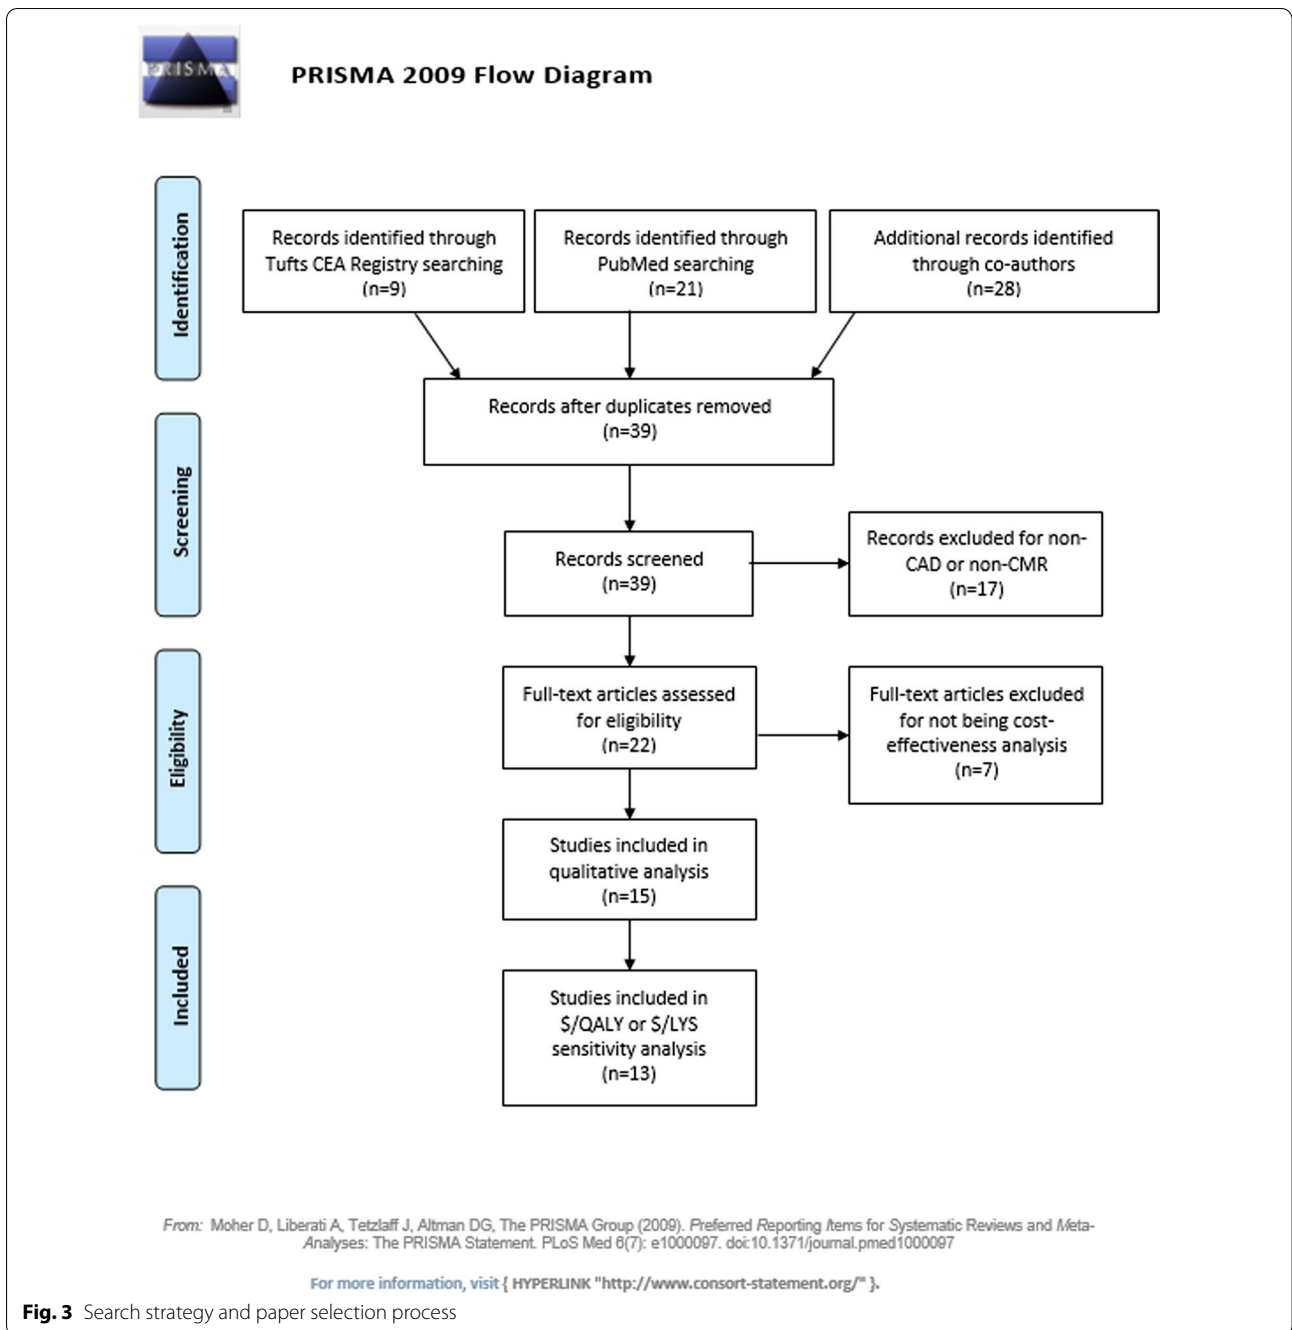 PRISMA
PRISMA 2009 Flow Diagram
Identification
Records identified through
Tufts CEA Registry searching
(n=9)
Records identified through
PubMed searching
(n=21)
Additional records identified
through co-authors
(n=28)
Records after duplicates removed
(n=39)
Screening
Records screened
(n=39)
Records excluded for non-
CAD or non-CMR
(n=17)
Eligibility
Full-text articles assessed
for eligibility
(n=22)
Full-text articles excluded
for not being cost-
effectiveness analysis
(n=7)
Studies included in
qualitative analysis
(n=15)
Included
Studies included in
$/QALY or $/LYS
sensitivity analysis
(n=13)
From: Moher D, Liberati A, Tetzlaff J, Altman DG, The PRISMA Group (2009). Preferred Reporting Items for Systematic Reviews and Meta-
Analyses: The PRISMA Statement. PLoS Med 6(7): e1000097. doi:10.1371/journal.pmed1000097
For more information, visit { HYPERLINK "http://www.consort-statement.org/" }.
Fig. 3 Search strategy and paper selection process